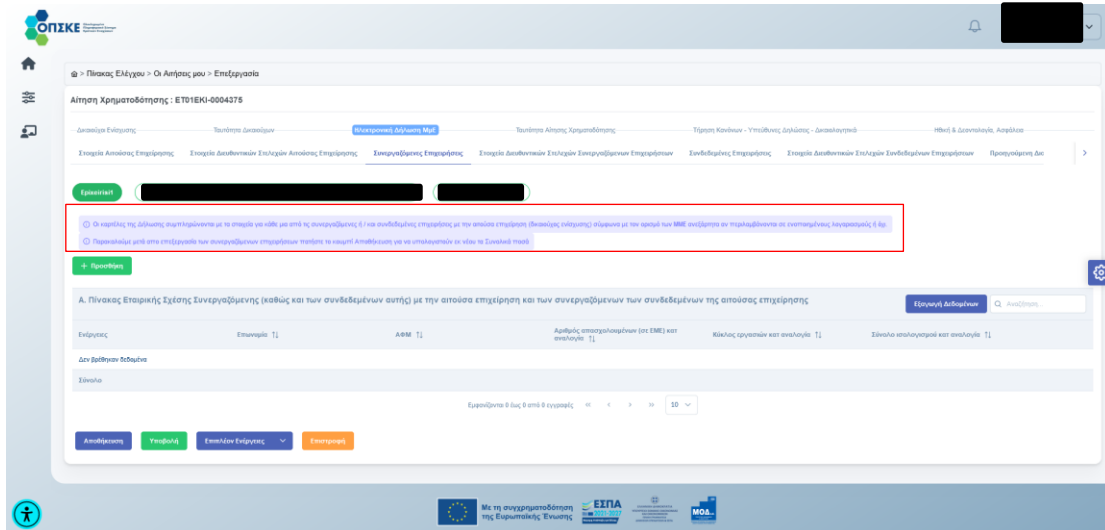 ΟΠΣΚΕ
> Πίνακας Ελέγχου > Οι Αιτήσεις μου > Επεξεργασία
Αίτηση Χρηματοδότησης : ET01EKI-0004375
Δικαιούχοι Ενίσχυσης Ταυτότητα Δικαιούχων Ηλεκτρονική Δήλωση ΜμΕ Ταυτότητα Αίτησης Χρηματοδότησης Τήρηση Κανόνων - Υπεύθυνες Δηλώσεις - Δικαιολογητικά Ηθική & Δεοντολογία, Ασφάλεια
Στοιχεία Αιτούσας Επιχείρησης Στοιχεία Διευθυντικών Στελεχών Αιτούσας Επιχείρησης Συνεργαζόμενες Επιχειρήσεις Στοιχεία Διευθυντικών Στελεχών Συνεργαζόμενων Επιχειρήσεων Συνδεδεμένες Επιχειρήσεις Στοιχεία Διευθυντικών Στελεχών Συνδεδεμένων Επιχειρήσεων Προηγούμενη Δια
Οι καρτέλες της Δήλωσης συμπληρώνονται με τα στοιχεία για κάθε μια από τις συνεργαζόμενες ή / και συνδεδεμένες επιχειρήσεις με την αιτούσα επιχείρηση (δικαιούχος ενίσχυσης) σύμφωνα με τον ορισμό των ΜΜΕ ανεξάρτητα αν περιλαμβάνονται σε ενοποιημένους λογαριασμούς ή όχι.
Παρακαλούμε μετά από επεξεργασία των συνεργαζόμενων επιχειρήσεων πατήστε το κουμπί Αποθήκευση για να υπολογιστούν εκ νέου τα Συνολικά ποσά
+ Προσθήκη
Α. Πίνακας Εταιρικής Σχέσης Συνεργαζόμενης (καθώς και των συνδεδεμένων αυτής) με την αιτούσα επιχείρηση και των συνεργαζόμενων των συνδεδεμένων της αιτούσας επιχείρησης
Εξαγωγή Δεδομένων Αναζήτηση...
Ενέργειες Επωνυμία ΑΦΜ Αριθμός απασχολουμένων (σε ΕΜΕ) κατ
αναλογία Κύκλος εργασιών κατ αναλογία Σύνολο ισολογισμού κατ αναλογία
Δεν βρέθηκαν δεδομένα
Σύνολο
Εμφανίζονται 0 έως 0 από 0 εγγραφές << < > >> 10
Αποθήκευση Υποβολή Επιπλέον Ενέργειες Επιστροφή
Με τη συγχρηματοδότηση
της Ευρωπαϊκής Ένωσης
ΕΣΠΑ
2021-2027
ΜΟΔ